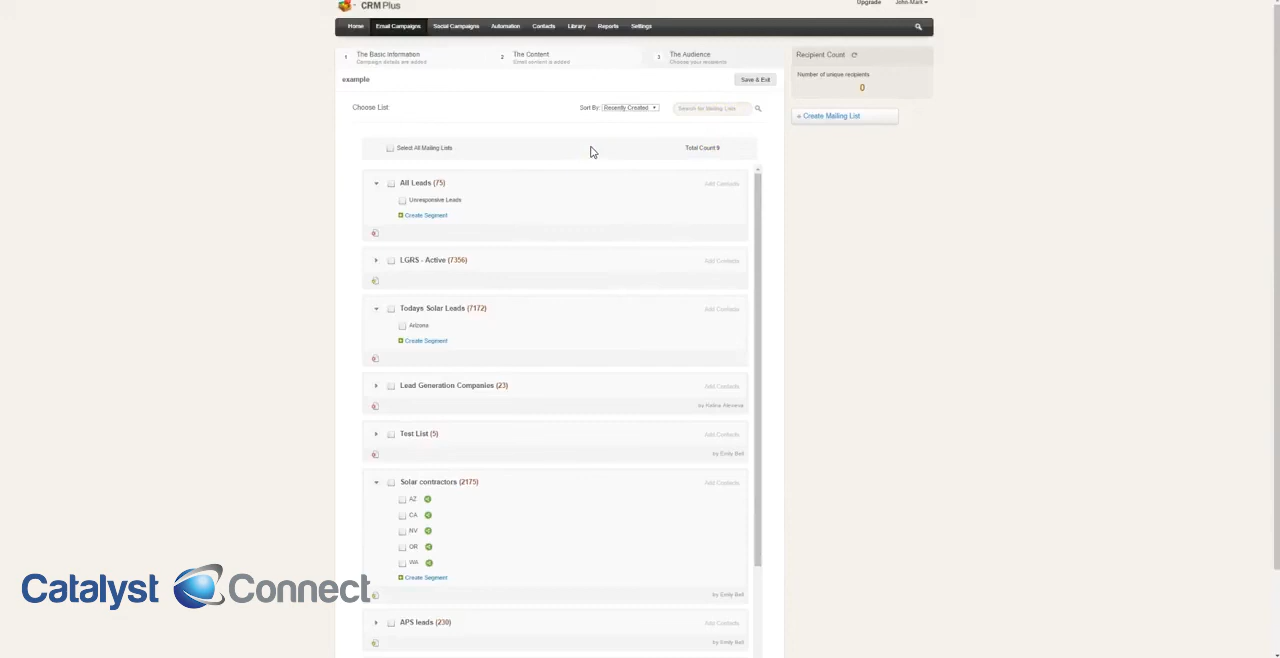 CRM Plus
Upgrade John-Mark
Home Email Campaigns Social Campaigns Automation Contacts Library Reports Settings
1 The Basic Information
Campaign details are added
2 The Content
Email content is added
3 The Audience
Choose your recipients
Recipient Count
Number of unique recipients
0
+ Create Mailing List
example
Save & Exit
Choose List:
Sort By: Recently Created
Search for Mailing Lists
Select All Mailing Lists
Total Count 9
All Leads (75) Add Contacts
Unresponsive Leads
Create Segment
LGRS - Active (7356) Add Contacts
Todays Solar Leads (7172) Add Contacts
Arizona
Create Segment
Lead Generation Companies (23) Add Contacts
by
Test List (5) Add Contacts
by Emily Bell
Solar contractors (2175) Add Contacts
AZ
CA
NV
OR
WA
Create Segment
by Emily Bell
APS leads (230) Add Contacts
by Emily Bell
Catalyst Connect